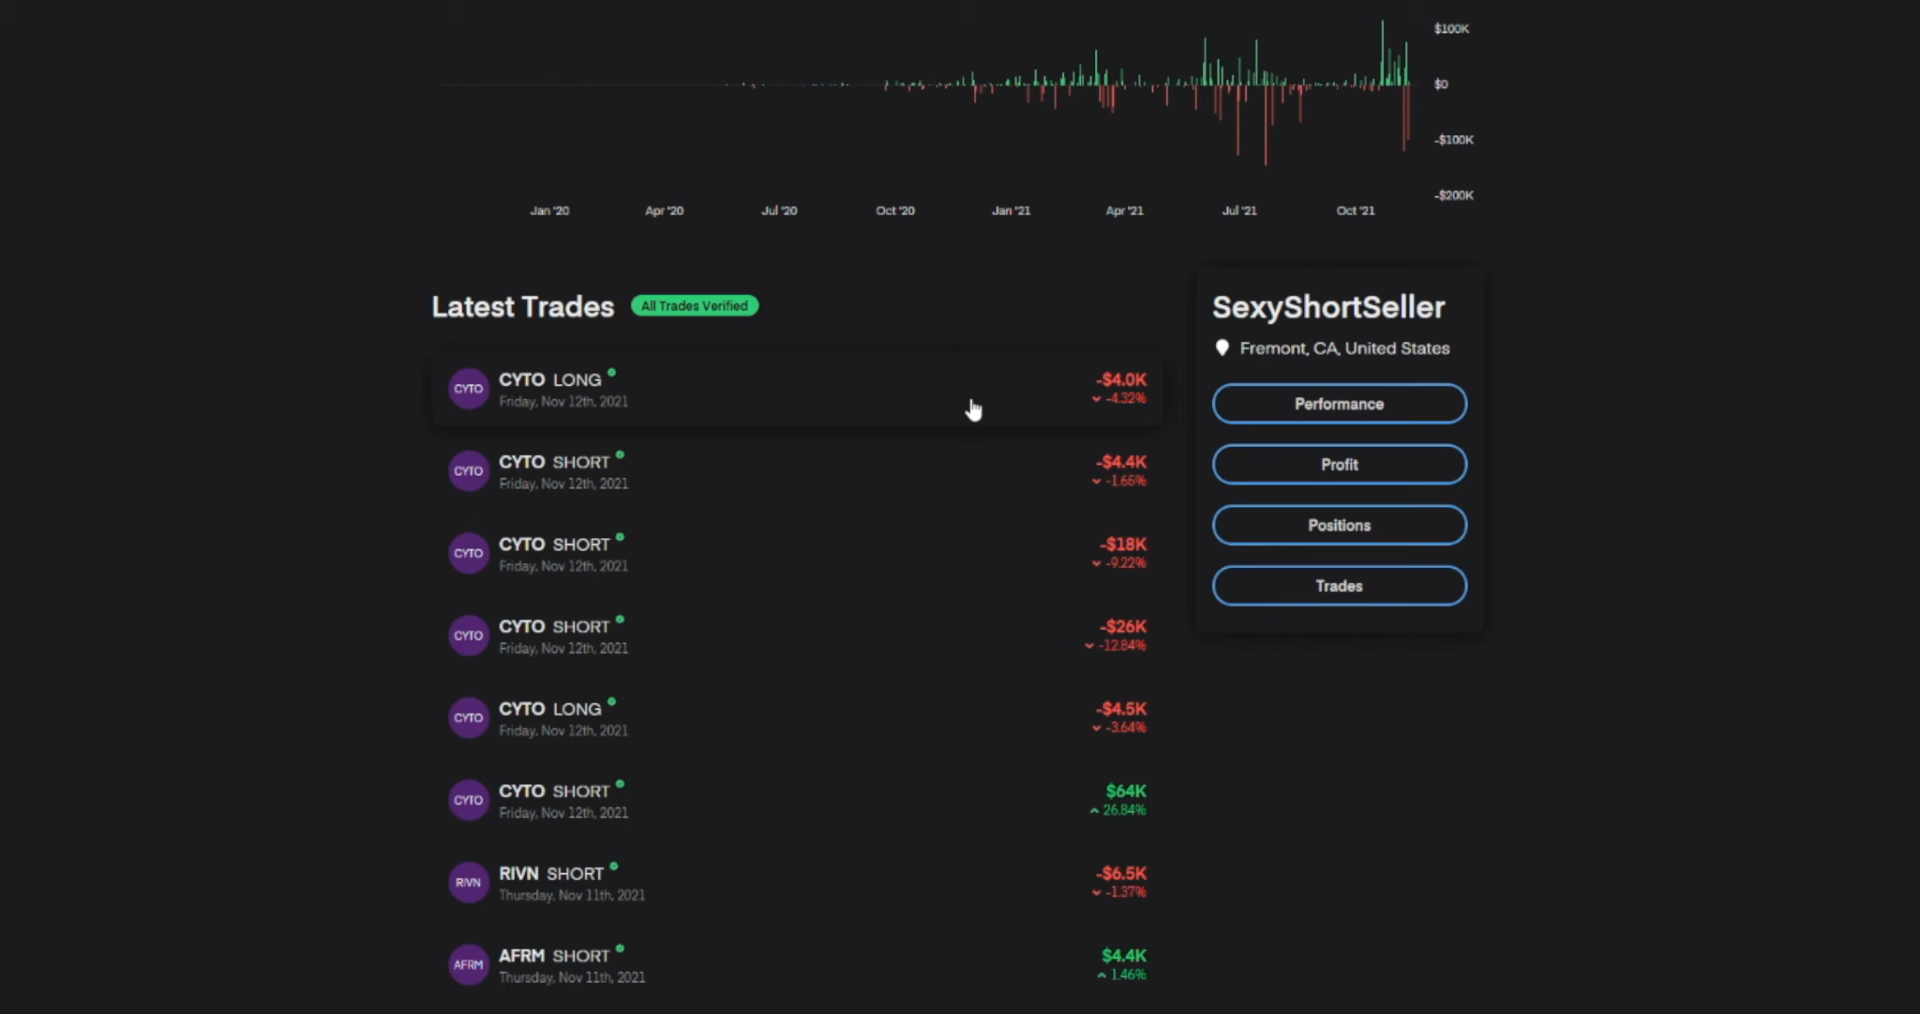 $100K
$0
-$100K
-$200K
Jan '20 Apr '20 Jul '20 Oct '20 Jan '21 Apr '21 Jul '21 Oct '21
Latest Trades All Trades Verified
CYTO CYTO LONG -$4.0K
Friday, Nov 12th, 2021 -4.32%
CYTO CYTO SHORT -$4.4K
Friday, Nov 12th, 2021 -1.66%
CYTO CYTO SHORT -$18K
Friday, Nov 12th, 2021 -9.22%
CYTO CYTO SHORT -$26K
Friday, Nov 12th, 2021 -12.84%
CYTO CYTO LONG -$4.5K
Friday, Nov 12th, 2021 -3.64%
CYTO CYTO SHORT $64K
Friday, Nov 12th, 2021 26.84%
RIVN RIVN SHORT -$6.5K
Thursday, Nov 11th, 2021 -1.37%
AFRM AFRM SHORT $4.4K
Thursday, Nov 11th, 2021 1.46%
SexyShortSeller
Fremont, CA, United States
Performance
Profit
Positions
Trades